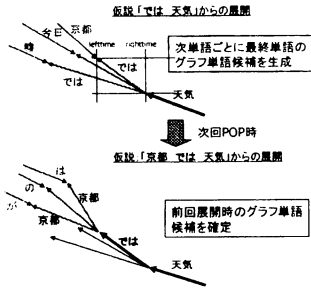 仮説「では 天気」からの展開
今日 京都
時
lefttime
righttime
では
では
天気
次単語ごとに最終単語の
グラフ単語候補を生成
次回POP時
仮説「京都 では 天気」からの展開
は
の
が
京都
京都
では
天気
前回展開時のグラフ単語
候補を確定